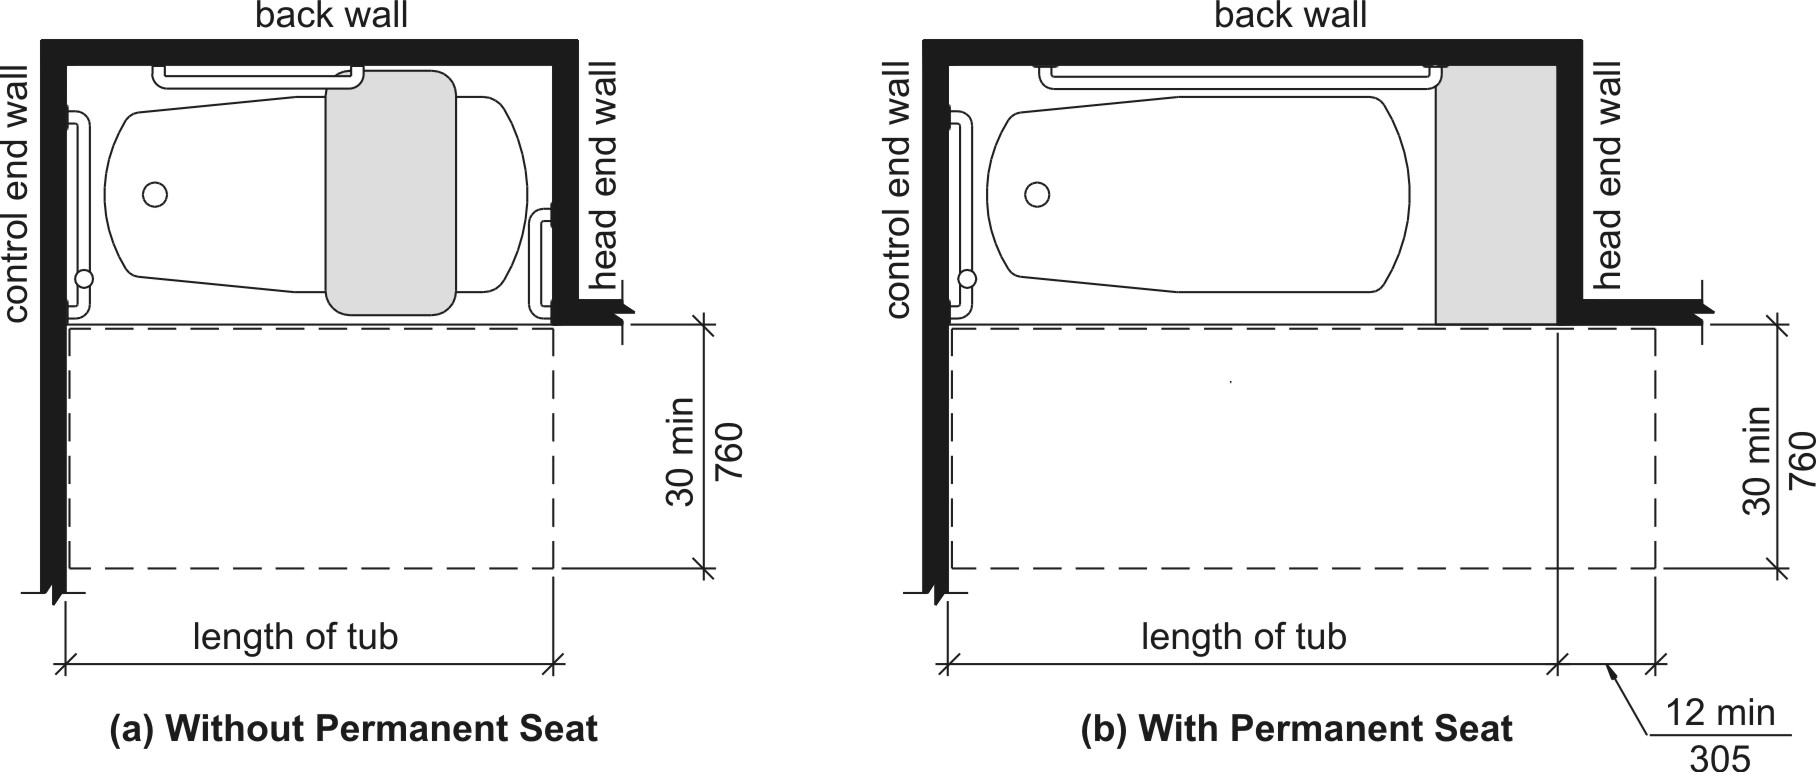 back wall
control end wall
head end wall
30 min
760
length of tub
(a) Without Permanent Seat
back wall
control end wall
head end wall
30 min
760
length of tub
12 min
305
(b) With Permanent Seat